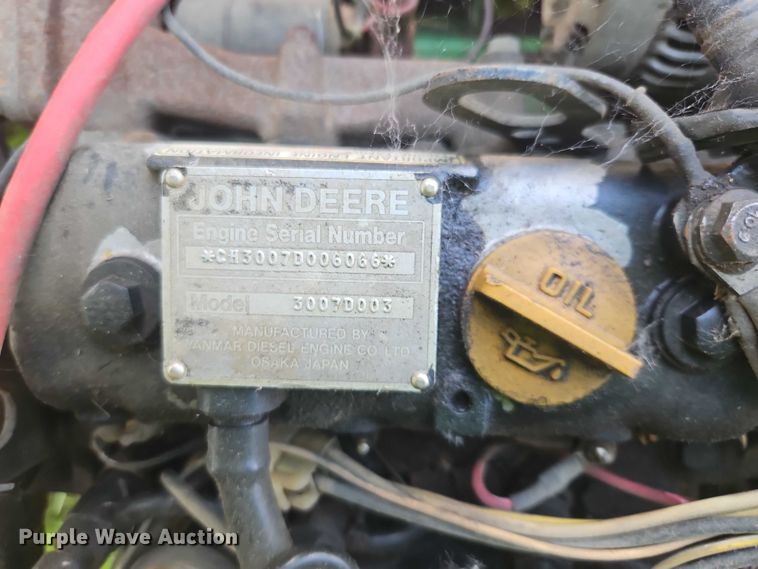 JOHN DEERE
Engine Serial Number
*CH3007D006066*
Model 3007D003
MANUFACTURED BY
YANMAR DIESEL ENGINE CO LTD
OSAKA JAPAN
OIL
Purple Wave Auction